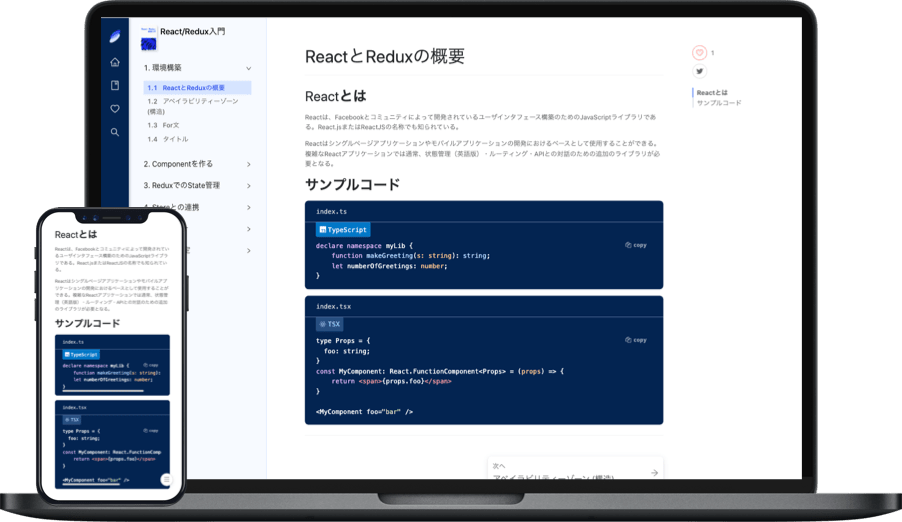 React/Redux入門
1. 環境構築
1.1 ReactとReduxの概要
1.2 アベイラビリティーゾーン
(構造)
1.3 For文
1.4 タイトル
2. Componentを作る
3. ReduxでのState管理
4. Storeとの連携
ReactとReduxの概要
Reactとは
Reactは、Facebookとコミュニティによって開発されているユーザインタフェース構築のためのJavaScriptライブラリであ
る。React.jsまたはReactJSの名称でも知られている。
Reactはシングルページアプリケーションやモバイルアプリケーションの開発におけるベースとして使用することができる。
複雑なReactアプリケーションでは通常、状態管理（英語版）・ルーティング・APIとの対話のための追加のライブラリが必
要となる。
サンプルコード
index.ts
TypeScript
copy
declare namespace myLib {
function makeGreeting(s: string): string;
let numberOfGreetings: number;
}
index.tsx
TSX
copy
type Props = {
foo: string;
}
const MyComponent: React.FunctionComponent<Props> = (props) => {
return <span>{props.foo}</span>
}
<MyComponent foo="bar" />
次へ
アベイラビリティーゾーン (構造)
1
Reactとは
サンプルコード
Reactとは
Reactは、Facebookとコミュニティによって開発されてい
るユーザインタフェース構築のためのJavaScriptライブラ
リである。React.jsまたはReactJSの名称でも知られてい
る。
Reactはシングルページアプリケーションやモバイルアプ
リケーションの開発におけるベースとして使用することが
できる。複雑なReactアプリケーションでは通常、状態管
理（英語版）・ルーティング・APIとの対話のための追加
のライブラリが必要となる。
サンプルコード
index.ts
TypeScript
copy
declare namespace myLib {
function makeGreeting(s: string):
let numberOfGreetings: number;
}
index.tsx
TSX
copy
type Props = {
foo: string;
}
const MyComponent: React.FunctionComp
return <span>{props.foo}</span>
}
<MyComponent foo="bar" />